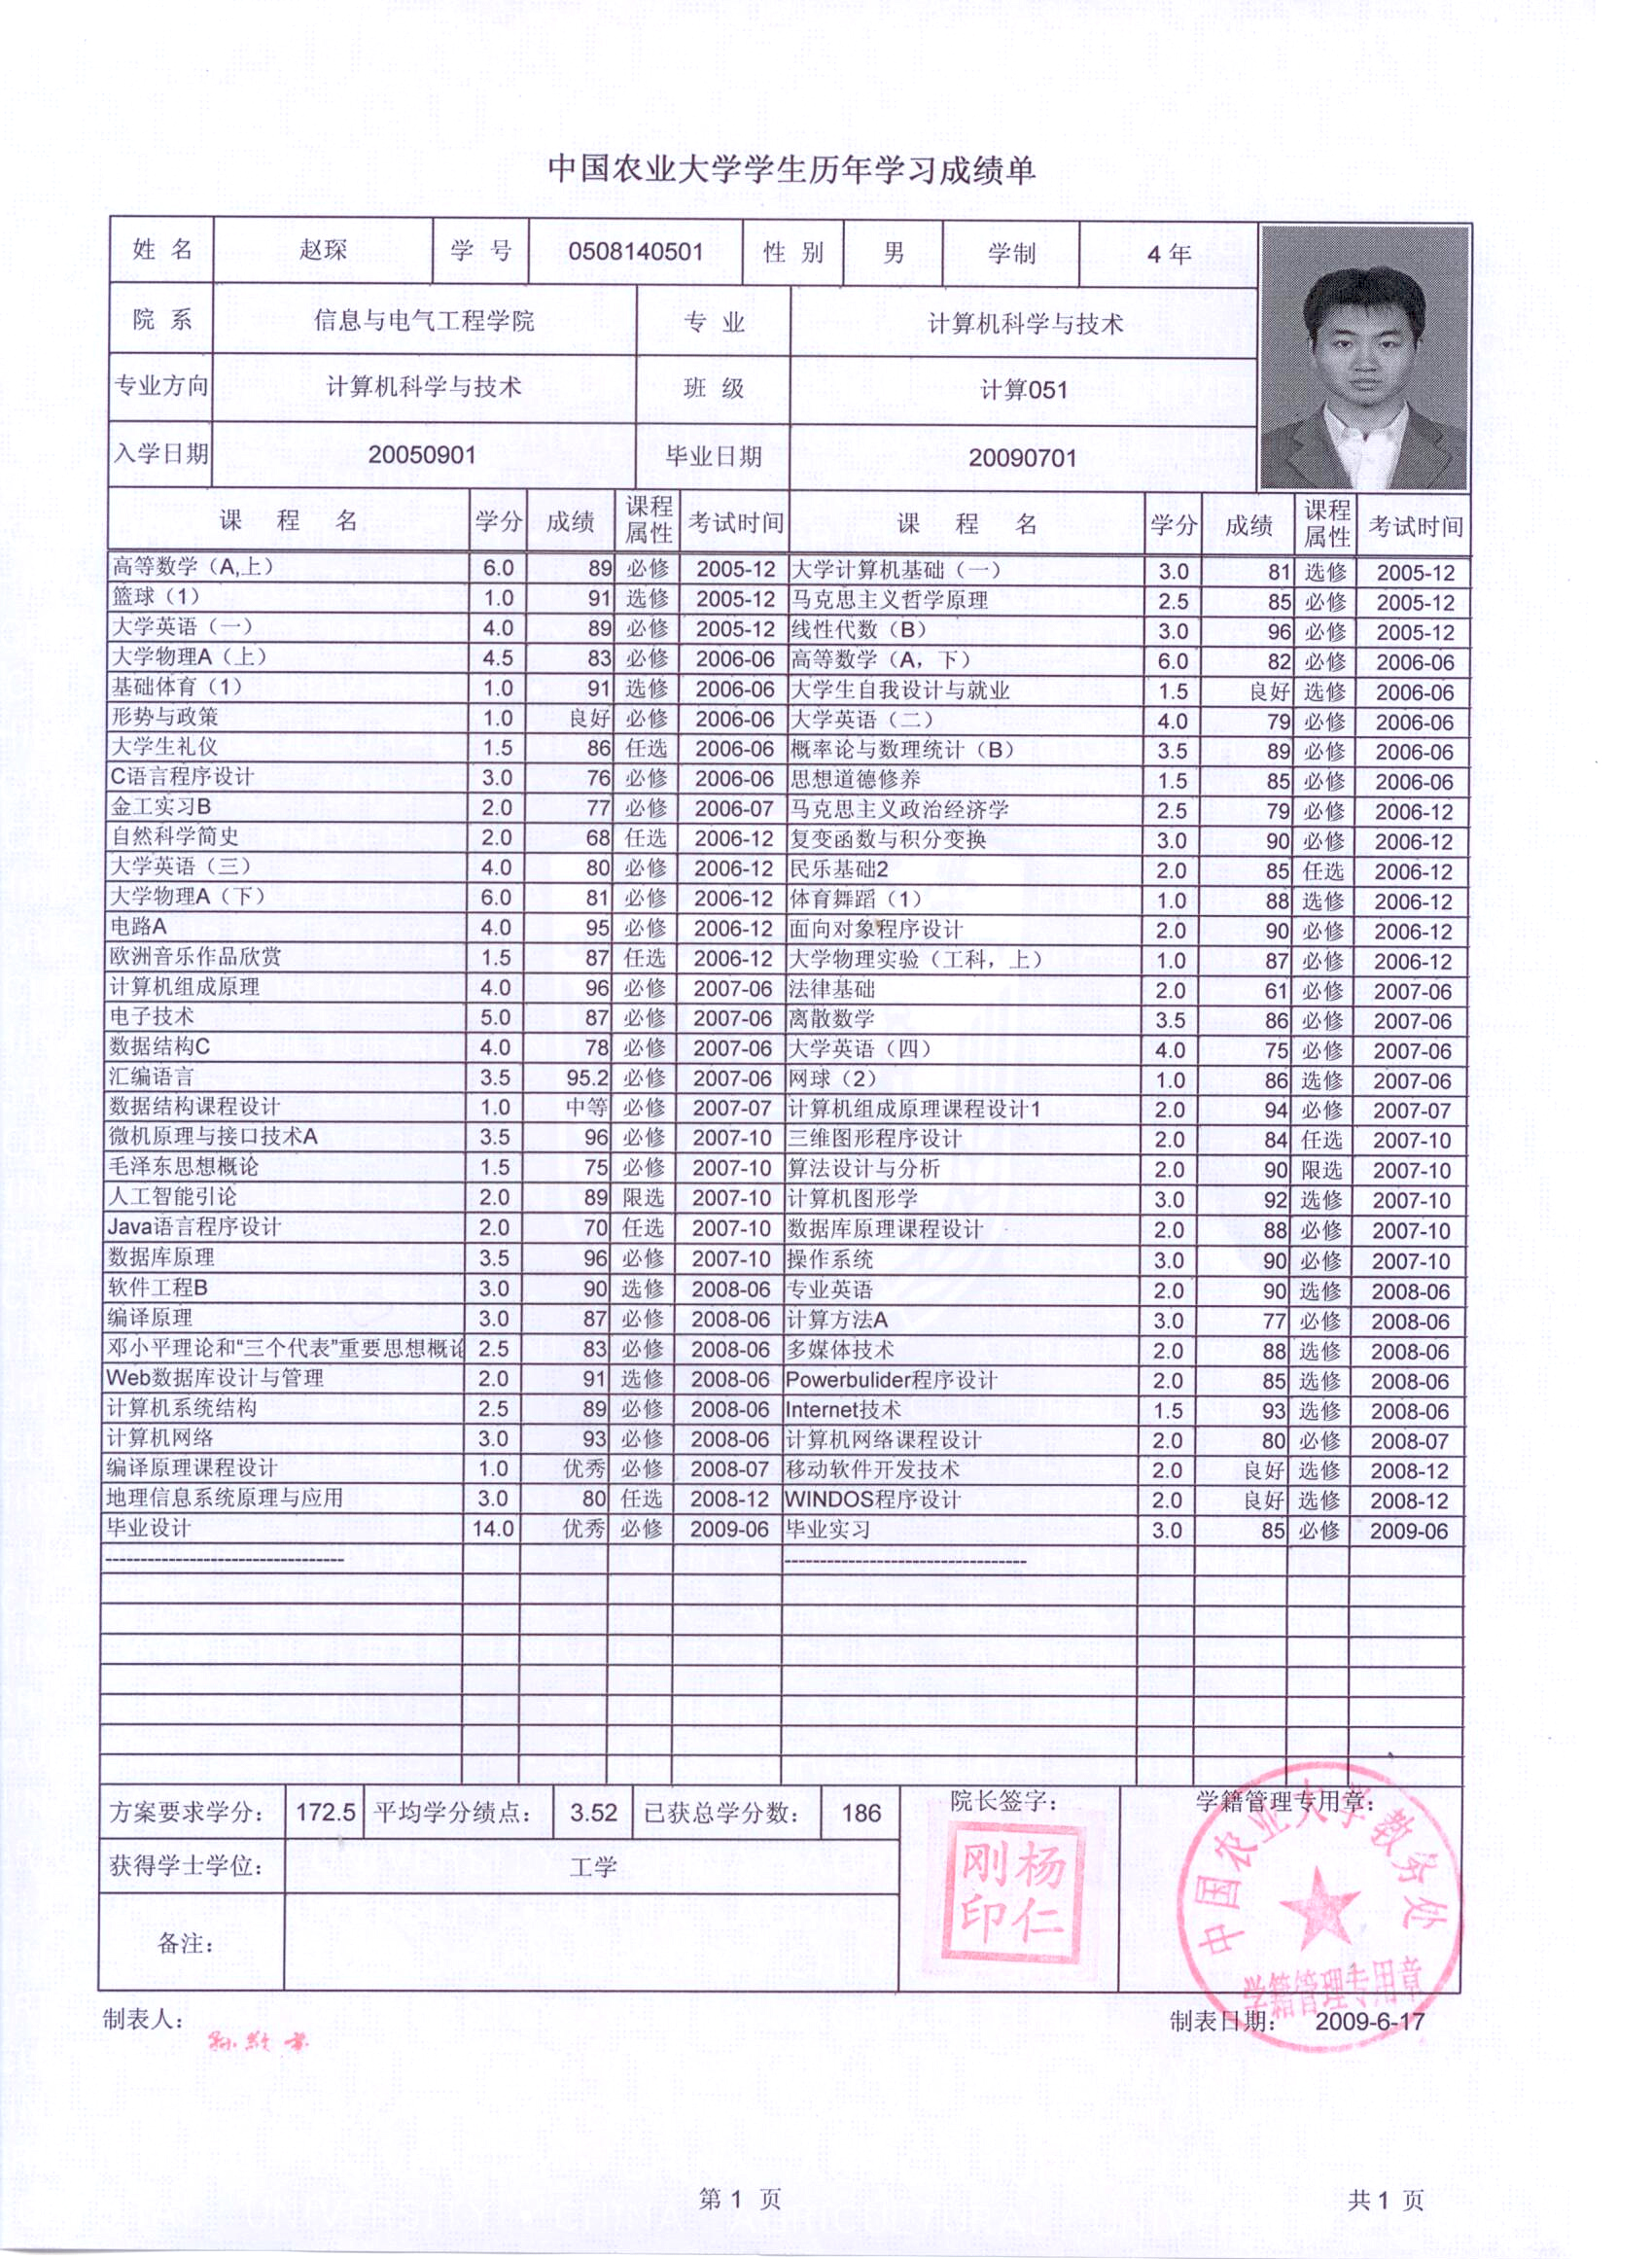 中国农业大学学生历年学习成绩单
姓 名 赵琛 学 号 0508140501 性 别 男 学制 4 年
院 系 信息与电气工程学院 专 业 计算机科学与技术
专业方向 计算机科学与技术 班 级 计算051
入学日期 20050901 毕业日期 20090701
课 程 名 学分 成绩 课程属性 考试时间 课 程 名 学分 成绩 课程属性 考试时间
高等数学（A,上） 6.0 89 必修 2005-12 大学计算机基础（一） 3.0 81 选修 2005-12
篮球（1） 1.0 91 选修 2005-12 马克思主义哲学原理 2.5 85 必修 2005-12
大学英语（一） 4.0 89 必修 2005-12 线性代数（B） 3.0 96 必修 2005-12
大学物理A（上） 4.5 83 必修 2006-06 高等数学（A，下） 6.0 82 必修 2006-06
基础体育（1） 1.0 91 选修 2006-06 大学生自我设计与就业 1.5 良好 选修 2006-06
形势与政策 1.0 良好 必修 2006-06 大学英语（二） 4.0 79 必修 2006-06
大学生礼仪 1.5 86 任选 2006-06 概率论与数理统计（B） 3.5 89 必修 2006-06
C语言程序设计 3.0 76 必修 2006-06 思想道德修养 1.5 85 必修 2006-06
金工实习B 2.0 77 必修 2006-07 马克思主义政治经济学 2.5 79 必修 2006-12
自然科学简史 2.0 68 任选 2006-12 复变函数与积分变换 3.0 90 必修 2006-12
大学英语（三） 4.0 80 必修 2006-12 民乐基础2 2.0 85 任选 2006-12
大学物理A（下） 6.0 81 必修 2006-12 体育舞蹈（1） 1.0 88 选修 2006-12
电路A 4.0 95 必修 2006-12 面向对象程序设计 2.0 90 必修 2006-12
欧洲音乐作品欣赏 1.5 87 任选 2006-12 大学物理实验（工科，上） 1.0 87 必修 2006-12
计算机组成原理 4.0 96 必修 2007-06 法律基础 2.0 61 必修 2007-06
电子技术 5.0 87 必修 2007-06 离散数学 3.5 86 必修 2007-06
数据结构C 4.0 78 必修 2007-06 大学英语（四） 4.0 75 必修 2007-06
汇编语言 3.5 95.2 必修 2007-06 网球（2） 1.0 86 选修 2007-06
数据结构课程设计 1.0 中等 必修 2007-07 计算机组成原理课程设计1 2.0 94 必修 2007-07
微机原理与接口技术A 3.5 96 必修 2007-10 三维图形程序设计 2.0 84 任选 2007-10
毛泽东思想概论 1.5 75 必修 2007-10 算法设计与分析 2.0 90 限选 2007-10
人工智能引论 2.0 89 限选 2007-10 计算机图形学 3.0 92 选修 2007-10
Java语言程序设计 2.0 70 任选 2007-10 数据库原理课程设计 2.0 88 必修 2007-10
数据库原理 3.5 96 必修 2007-10 操作系统 3.0 90 必修 2007-10
软件工程B 3.0 90 选修 2008-06 专业英语 2.0 90 选修 2008-06
编译原理 3.0 87 必修 2008-06 计算方法A 3.0 77 必修 2008-06
邓小平理论和“三个代表”重要思想概论 2.5 83 必修 2008-06 多媒体技术 2.0 88 选修 2008-06
Web数据库设计与管理 2.0 91 选修 2008-06 Powerbulider程序设计 2.0 85 选修 2008-06
计算机系统结构 2.5 89 必修 2008-06 Internet技术 1.5 93 选修 2008-06
计算机网络 3.0 93 必修 2008-06 计算机网络课程设计 2.0 80 必修 2008-07
编译原理课程设计 1.0 优秀 必修 2008-07 移动软件开发技术 2.0 良好 选修 2008-12
地理信息系统原理与应用 3.0 80 任选 2008-12 WINDOS程序设计 2.0 良好 选修 2008-12
毕业设计 14.0 优秀 必修 2009-06 毕业实习 3.0 85 必修 2009-06
---------------------------------- ----------------------------------
方案要求学分： 172.5 平均学分绩点： 3.52 已获总学分数： 186 院长签字： 学籍管理专用章：
获得学士学位： 工学
备注：
杨仁刚印
中国农业大学教务处
学籍管理专用章
制表人： 制表日期： 2009-6-17
第 1 页 共 1 页